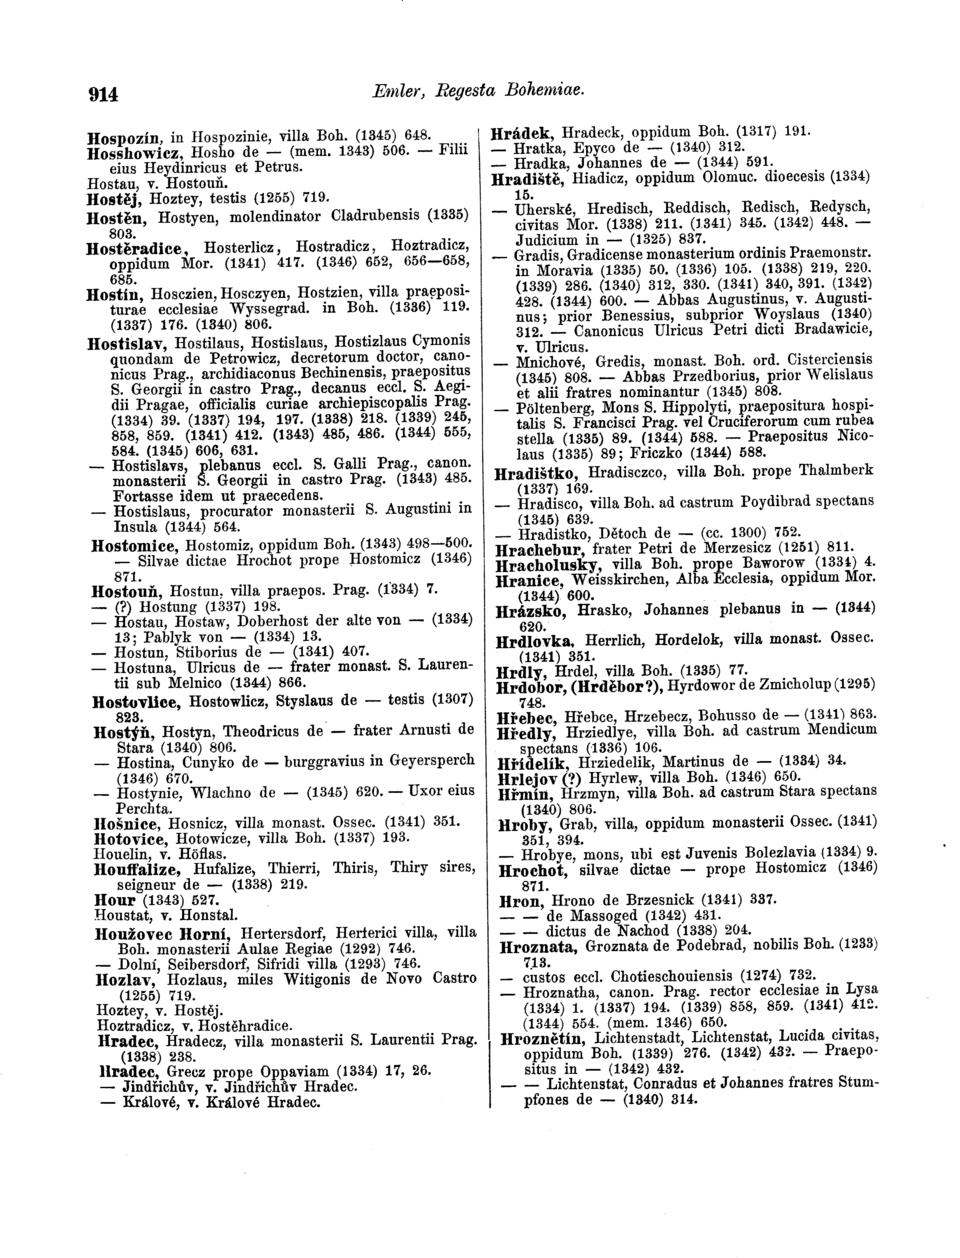 914
Emler, Regesta Bohemiae.
Hospozín, in Hospozinie, villa Boh. (1345) 648.
Hosshowicz, Hosho de — (mem. 1343) 506. — Filii
eius Heydinricus et Petrus.
Hostau, v. Hostouň.
Hostěj, Hoztey, testis (1255) 719.
Hostěn, Hostyen, molendinator Cladrubensis (1335)
803.
Hostěradice, Hosterlicz, Hostradicz, Hoztradicz,
oppidum Mor. (1341) 417. (1346) 652, 656—658,
685.
Hostín, Hosczien, Hosczyen, Hostzien, villa praeposi-
turae ecclesiae Wyssegrad. in Boh. (1336) 119.
(1337) 176. (1340) 806.
Hostislav, Hostilaus, Hostislaus, Hostizlaus Cymonis
quondam de Petrowicz, decretorum doctor, cano-
nicus Prag., archidiaconus Bechinensis, praepositus
S. Georgii in castro Prag., decanus eccl. S. Aegi-
dii Pragae, officialis curiae archiepiscopalis Prag.
(1334) 39. (1337) 194, 197. (1338) 218. (1339) 245,
858, 859. (1341) 412. (1343) 485, 486. (1344) 555,
584. (1345) 606, 631.
— Hostislavs, plebanus eccl. S. Galli Prag., canon.
monasterii S. Georgii in castro Prag. (1343) 485.
Fortasse idem ut praecedens.
— Hostislaus, procurator monasterii S. Augustini in
Insula (1344) 564.
Hostomice, Hostomiz, oppidum Boh. (1343) 498—500.
— Silvae dictae Hrochot prope Hostomicz (1346)
871.
Hostouň, Hostun, villa praepos. Prag. (1334) 7.
— (?) Hostung (1337) 198.
— Hostau, Hostaw, Doberhost der alte von — (1334)
13; Pablyk von — (1334) 13.
— Hostun, Stiborius de — (1341) 407.
— Hostuna, Ulricus de — frater monast. S. Lauren-
tii sub Melnico (1344) 866.
Hostovlice, Hostowlicz, Styslaus de — testis (1307)
823.
Hostýň, Hostyn, Theodricus de — frater Arnusti de
Stara (1340) 806.
— Hostina, Cunyko de — burggravius in Geyersperch
(1346) 670.
— Hostynie, Wlachno de — (1345) 620. — Uxor eius
Perchta.
Hošnice, Hosnicz, villa monast. Ossec. (1341) 351.
Hotovice, Hotowicze, villa Boh. (1337) 193.
Houelin, v. Höflas.
Houffalize, Hufalize, Thierri, Thiris, Thiry sires,
seigneur de — (1338) 219.
Hour (1343) 527.
Houstat, v. Honstal.
Houžovec Horní, Hertersdorf, Herterici villa, villa
Boh. monasterii Aulae Regiae (1292) 746.
— Dolní, Seibersdorf, Sifridi villa (1293) 746.
Hozlav, Hozlaus, miles Witigonis de Novo Castro
(1255) 719.
Hoztey, v. Hostěj.
Hoztradicz, v. Hostěhradice.
Hradec, Hradecz, villa monasterii S. Laurentii Prag.
(1338) 238.
Hradec, Grecz prope Oppaviam (1334) 17, 26.
— Jindřichův, v. Jindřichův Hradec.
— Králové, v. Králové Hradec.
Hrádek, Hradeck, oppidum Boh. (1317) 191.
— Hratka, Epyco de — (1340) 312.
— Hradka, Johannes de — (1344) 591.
Hradiště, Hiadicz, oppidum Olomuc. dioecesis (1334)
15.
— Uherské, Hredisch, Reddisch, Redisch, Redysch,
civitas Mor. (1338) 211. (1341) 345. (1342) 448. —
Judicium in — (1325) 837.
— Gradis, Gradicense monasterium ordinis Praemonstr.
in Moravia (1335) 50. (1336) 105. (1338) 219, 220.
(1339) 286. (1340) 312, 330. (1341) 340, 391. (1342)
428. (1344) 600. — Abbas Augustinus, v. Augusti-
nus; prior Benessius, subprior Woyslaus (1340)
312. — Canonicus Ulricus Petri dicti Bradawicie,
v. Ulricus.
— Mnichové, Gredis, monast. Boh. ord. Cisterciensis
(1345) 808. — Abbas Przedborius, prior Welislaus
et alii fratres nominantur (1345) 808.
— Pöltenberg, Mons S. Hippolyti, praepositura hospi-
talis S. Francisci Prag. vel Cruciferorum cum rubea
stella (1335) 89. (1344) 588. — Praepositus Nico-
laus (1335) 89; Friczko (1344) 588.
Hradištko, Hradisczco, villa Boh. prope Thalmberk
(1337) 169.
— Hradisco, villa Boh. ad castrum Poydibrad spectans
(1345) 639.
— Hradistko, Dětoch de — (cc. 1300) 752.
Hrachebur, frater Petri de Merzesicz (1251) 811.
Hracholusky, villa Boh. prope Baworow (1334) 4.
Hranice, Weisskirchen, Alba Ecclesia, oppidum Mor.
(1344) 600.
Hrázsko, Hrasko, Johannes plebanus in — (1344)
620.
Hrdlovka, Herrlich, Hordelok, villa monast. Ossec.
(1341) 351.
Hrdly, Hrdel, villa Boh. (1335) 77.
Hrdobor, (Hrděbor?), Hyrdowor de Zmicholup (1295)
748.
Hřebec, Hřebce, Hrzebecz, Bohusso de — (1341) 863.
Hředly, Hrziedlye, villa Boh. ad castrum Mendicum
spectans (1336) 106.
Hřídelík, Hrziedelik, Martinus de — (1334) 34.
Hrlejov (?) Hyrlew, villa Boh. (1346) 650.
Hřmín, Hrzmyn, villa Boh. ad castrum Stara spectans
(1340) 806.
Hroby, Grab, villa, oppidum monasterii Ossec. (1341)
351, 394.
— Hrobye, mons, ubi est Juvenis Bolezlavia (1334) 9.
Hrochot, silvae dictae — prope Hostomicz (1346)
871.
Hron, Hrono de Brzesnick (1341) 337.
— — de Massoged (1342) 431.
— — dictus de Nachod (1338) 204.
Hroznata, Groznata de Podebrad, nobilis Boh. (1233)
713.
— custos eccl. Chotieschouiensis (1274) 732.
— Hroznatha, canon. Prag. rector ecclesiae in Lysa
(1334) 1. (1337) 194. (1339) 858, 859. (1341) 412.
(1344) 554. (mem. 1346) 650.
Hroznětín, Lichtenstadt, Lichtenstat, Lucida civitas,
oppidum Boh. (1339) 276. (1342) 432. — Praepo-
situs in — (1342) 432.
— — Lichtenstat, Conradus et Johannes fratres Stum-
pfones de — (1340) 314.